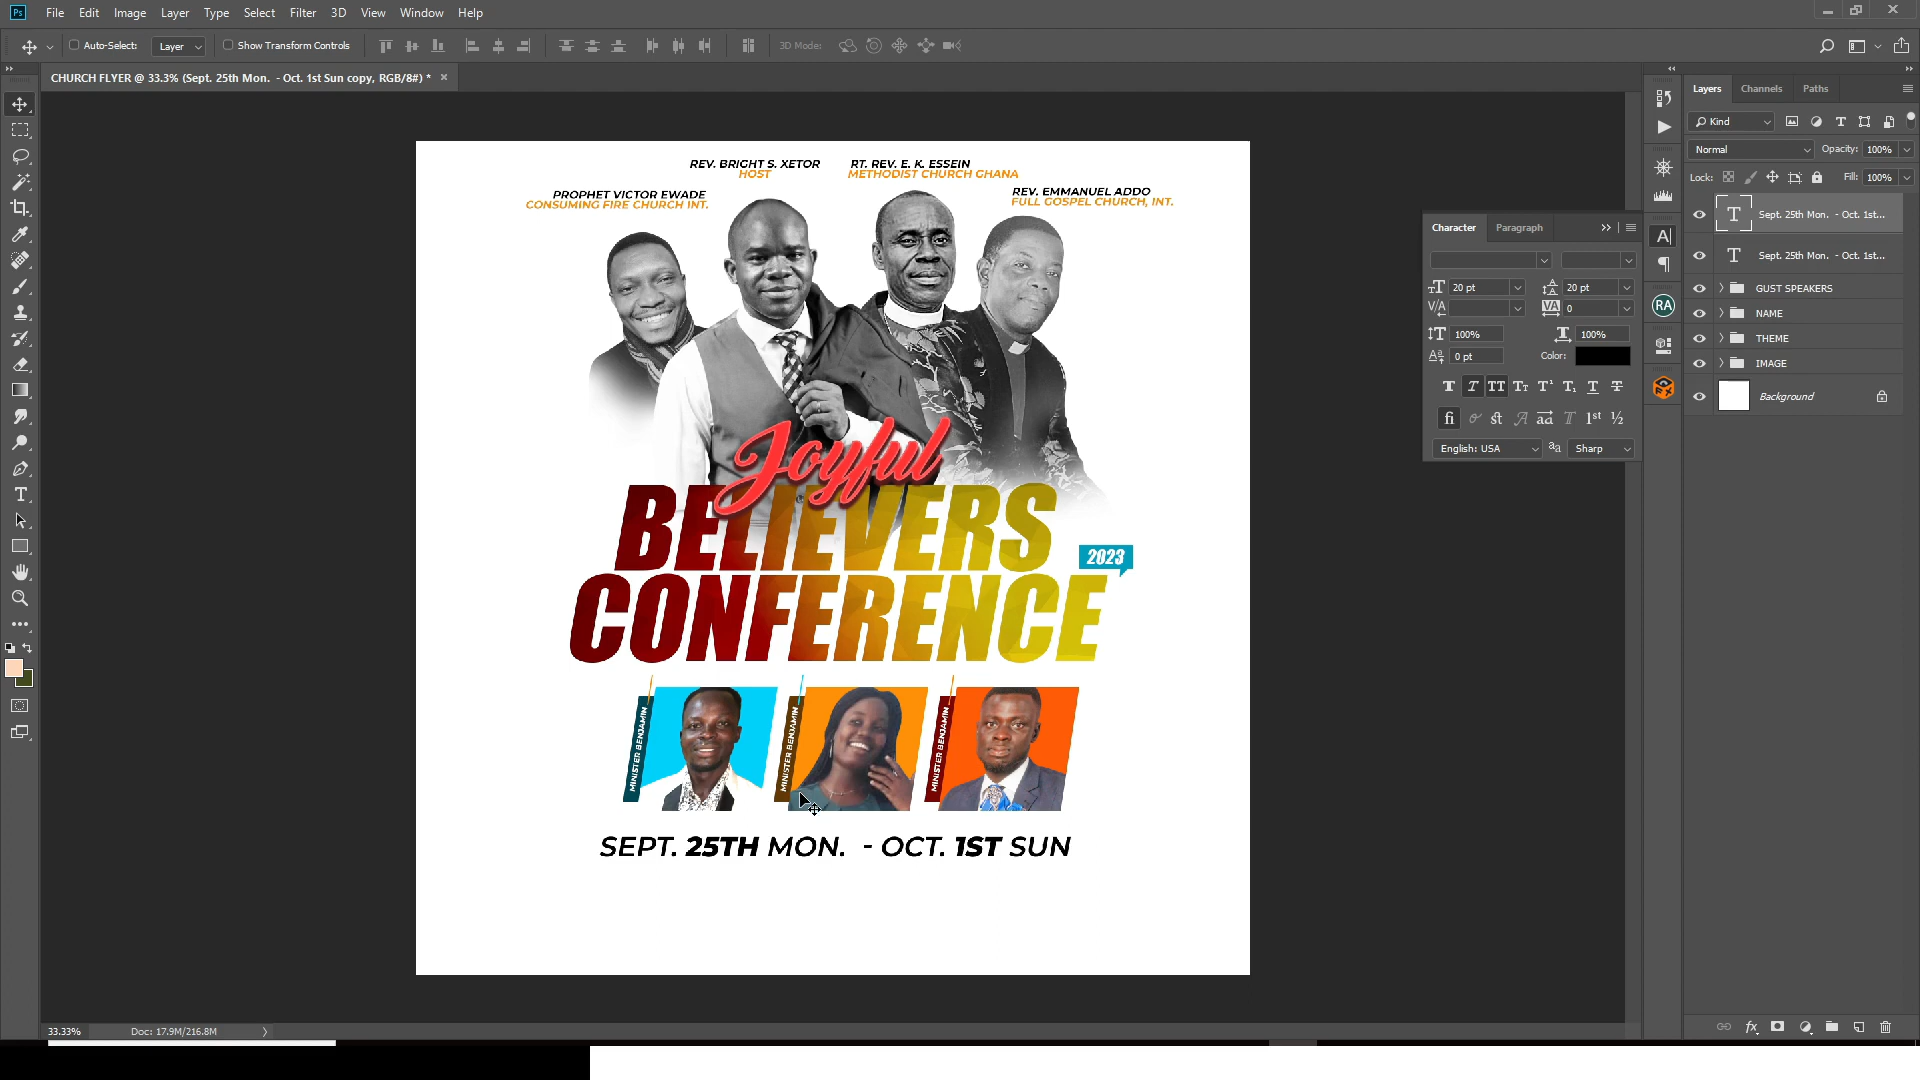 Ps File Edit Image Layer Type Select Filter 3D View Window Help
Auto-Select: Layer Show Transform Controls 3D Mode:
CHURCH FLYER @ 33.3% (Sept. 25th Mon.  - Oct. 1st Sun copy, RGB/8#) * ×
REV. BRIGHT S. XETOR
HOST
RT. REV. E. K. ESSEIN
METHODIST CHURCH GHANA
PROPHET VICTOR EWADE
CONSUMING FIRE CHURCH INT.
REV. EMMANUEL ADDO
FULL GOSPEL CHURCH, INT.
Joyful
BELIEVERS
2023
CONFERENCE
MINISTER BENJAMIN
MINISTER BENJAMIN
MINISTER BENJAMIN
SEPT. 25TH MON.  - OCT. 1ST SUN
33.33% Doc: 17.9M/216.8M
Character Paragraph
20 pt 20 pt
0
100% 100%
0 pt Color:
English: USA Sharp
RA
Layers Channels Paths
Kind
Normal Opacity: 100%
Lock: Fill: 100%
Sept. 25th Mon.  - Oct. 1st...
Sept. 25th Mon.  - Oct. 1st...
GUST SPEAKERS
NAME
THEME
IMAGE
Background
fx